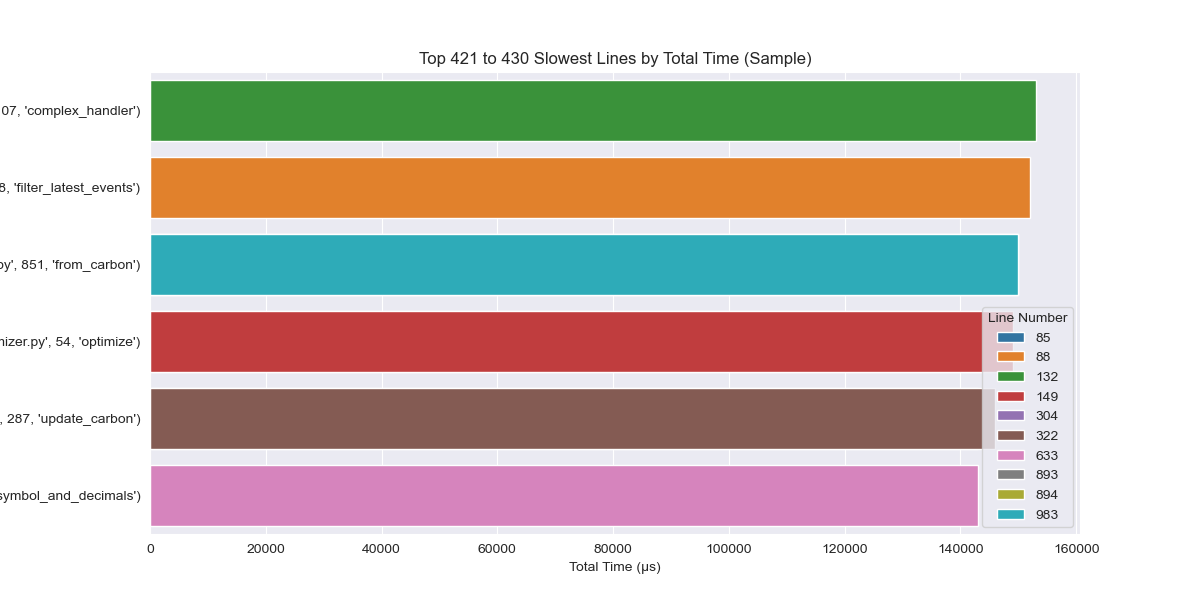 Top 421 to 430 Slowest Lines by Total Time (Sample)
07, 'complex_handler')
8, 'filter_latest_events')
py', 851, 'from_carbon')
mizer.py', 54, 'optimize')
, 287, 'update_carbon')
symbol_and_decimals')
Line Number
85
88
132
149
304
322
633
893
894
983
0 20000 40000 60000 80000 100000 120000 140000 160000
Total Time (µs)